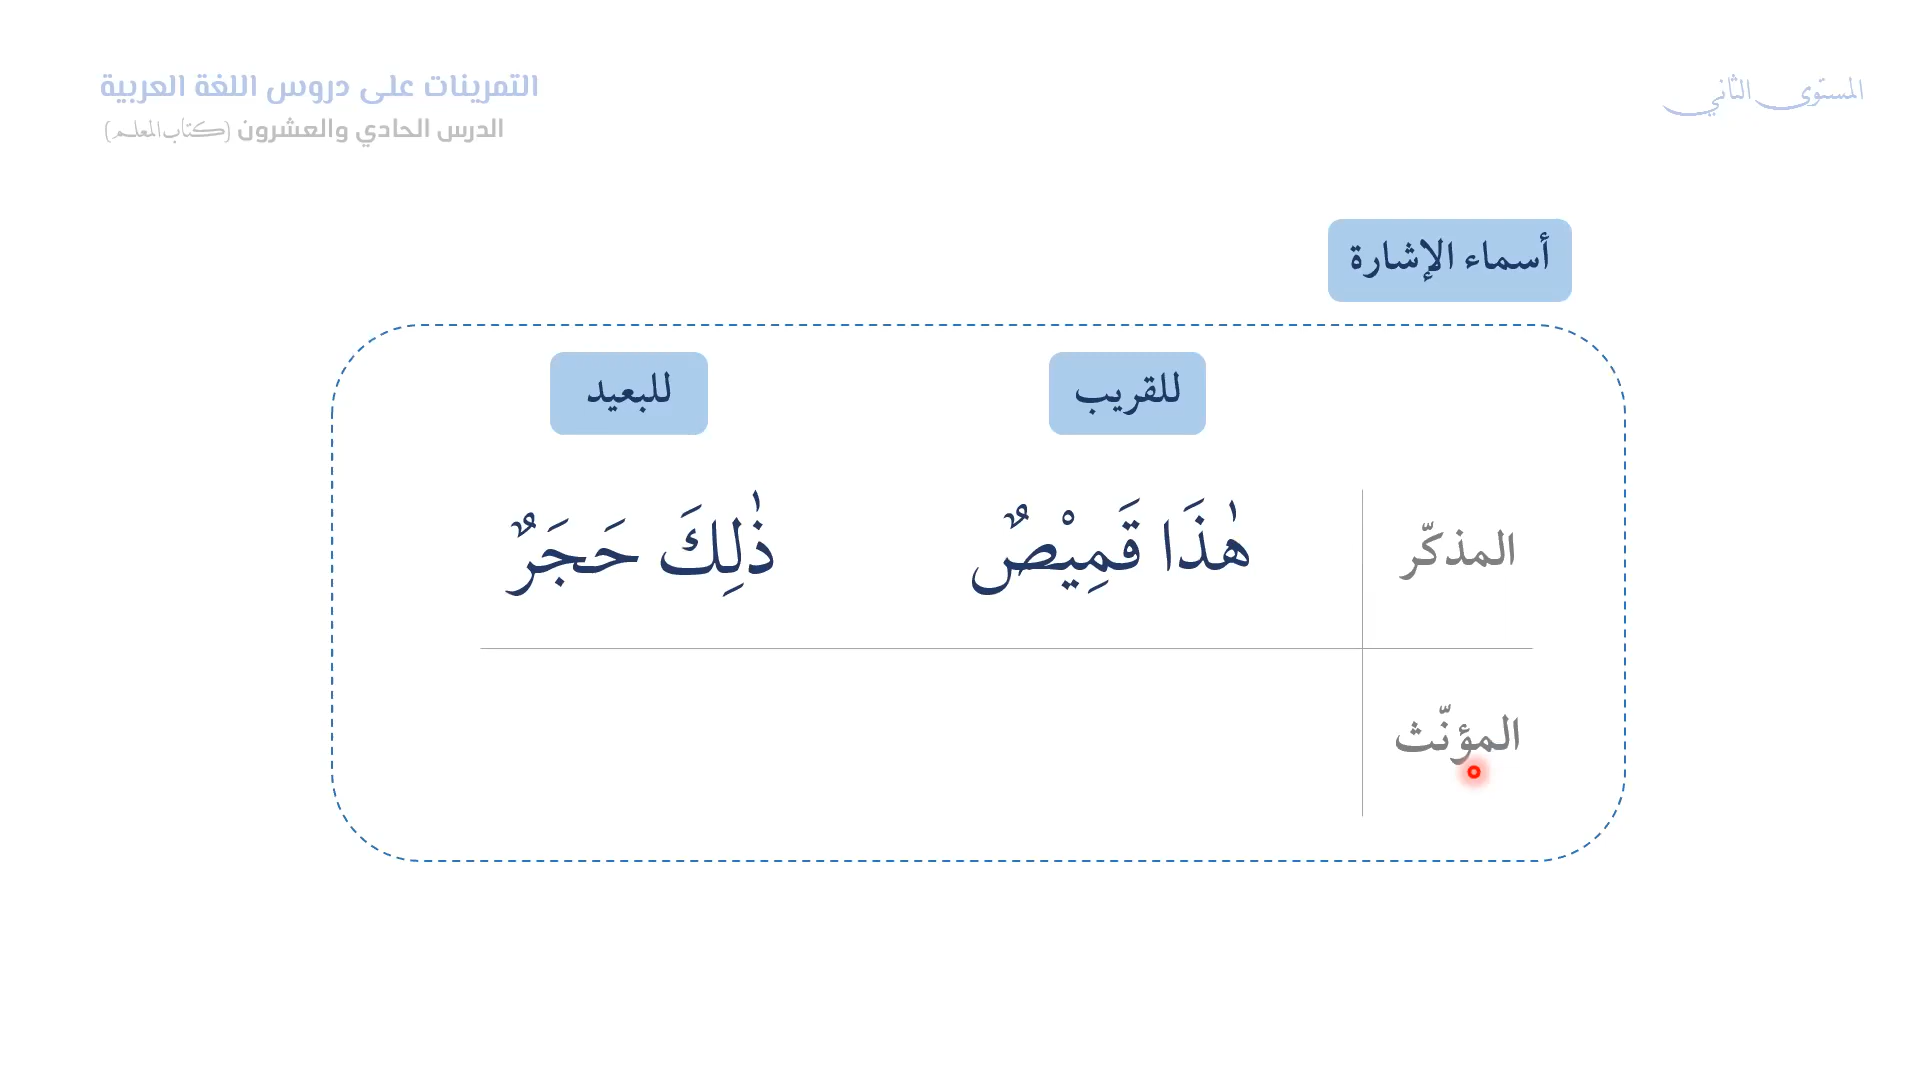 المستوى الثاني
التمرينات على دروس اللغة العربية
الدرس الحادي والعشرون (كتاب المعلم)
أسماء الإشارة
للقريب للبعيد
المذكّر هٰذَا قَمِيْصٌ ذٰلِكَ حَجَرٌ
المؤنّث